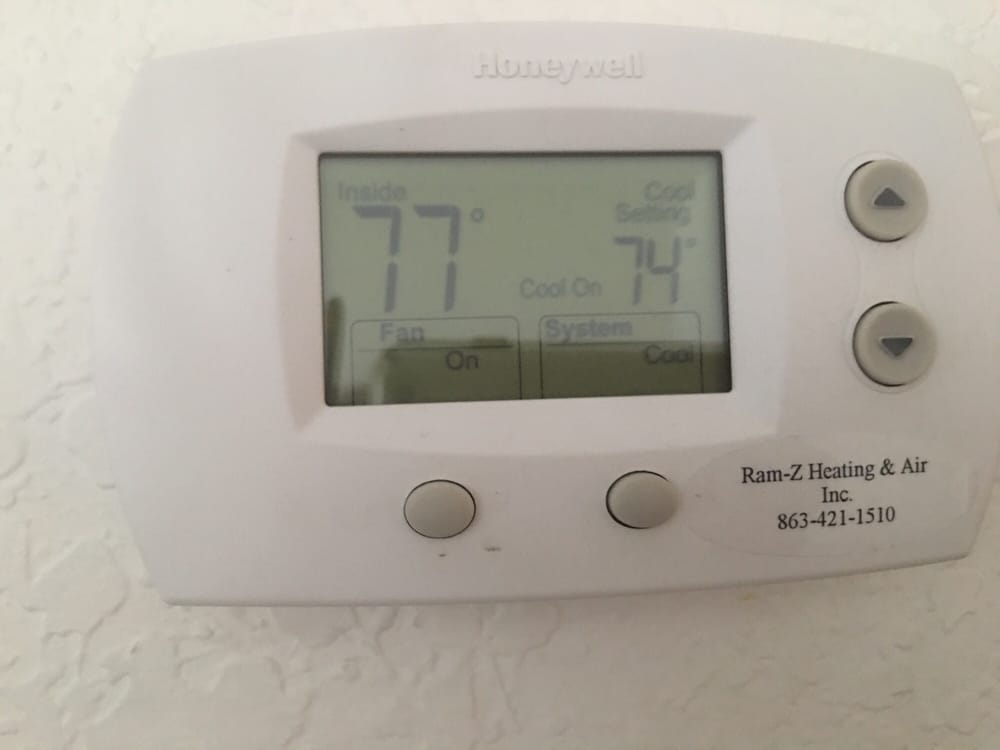 Honeywell
Inside
77°
Cool
Setting
74°
Cool On
Fan
On
System
Cool
Ram-Z Heating & Air
Inc.
863-421-1510